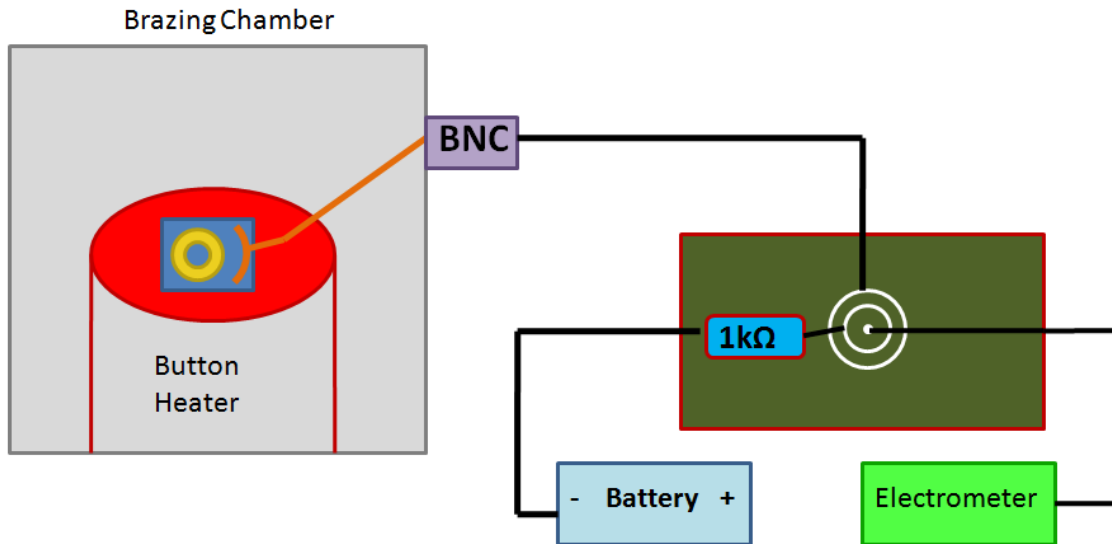 Brazing Chamber
BNC
1kΩ
Button
Heater
- Battery +
Electrometer